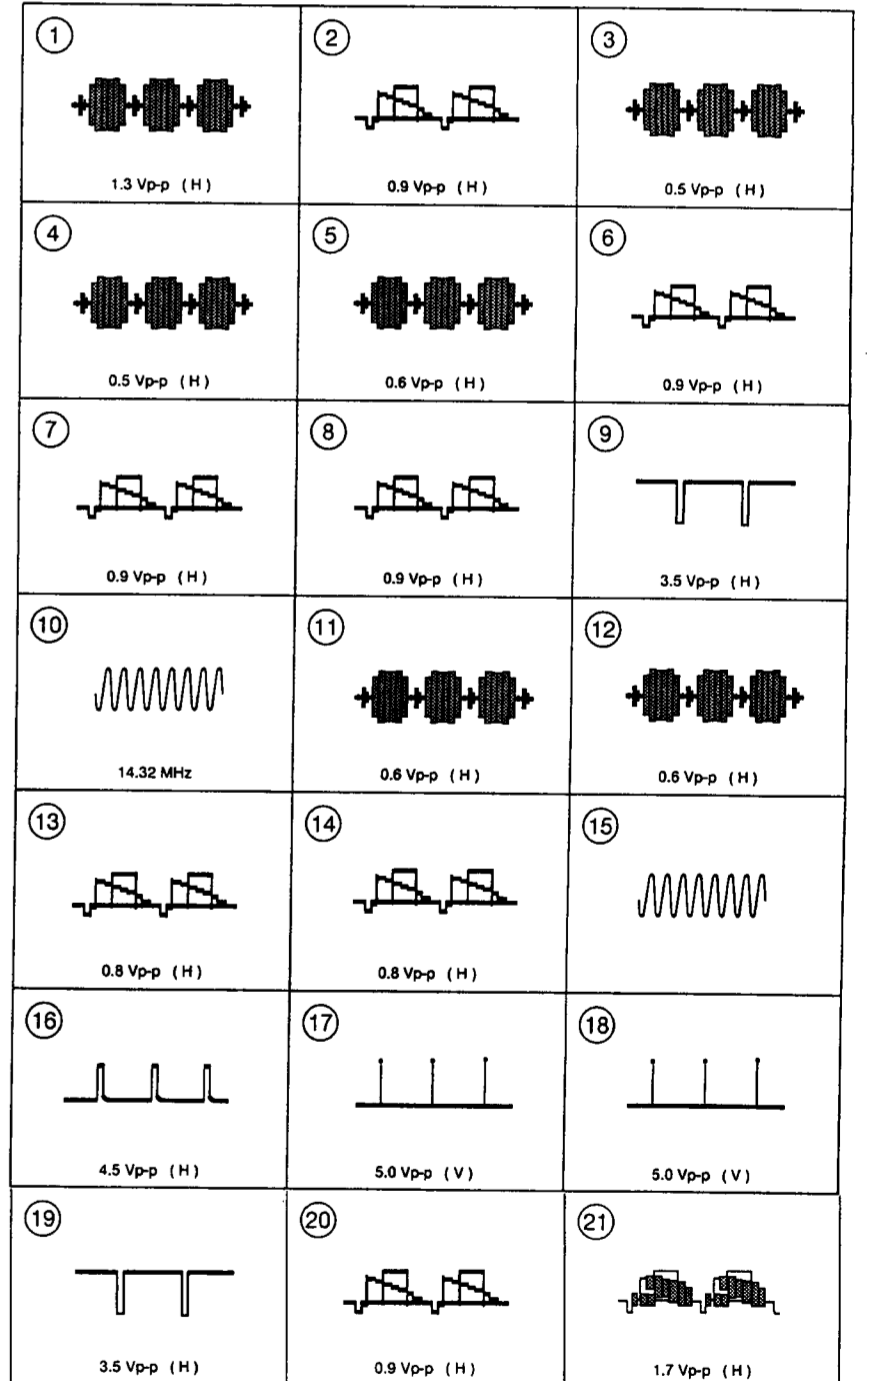 1 2 3
1.3 Vp-p ( H ) 0.9 Vp-p ( H ) 0.5 Vp-p ( H )
4 5 6
0.5 Vp-p ( H ) 0.6 Vp-p ( H ) 0.9 Vp-p ( H )
7 8 9
0.9 Vp-p ( H ) 0.9 Vp-p ( H ) 3.5 Vp-p ( H )
10 11 12
14.32 MHz 0.6 Vp-p ( H ) 0.6 Vp-p ( H )
13 14 15
0.8 Vp-p ( H ) 0.8 Vp-p ( H )
16 17 18
4.5 Vp-p ( H ) 5.0 Vp-p ( V ) 5.0 Vp-p ( V )
19 20 21
3.5 Vp-p ( H ) 0.9 Vp-p ( H ) 1.7 Vp-p ( H )